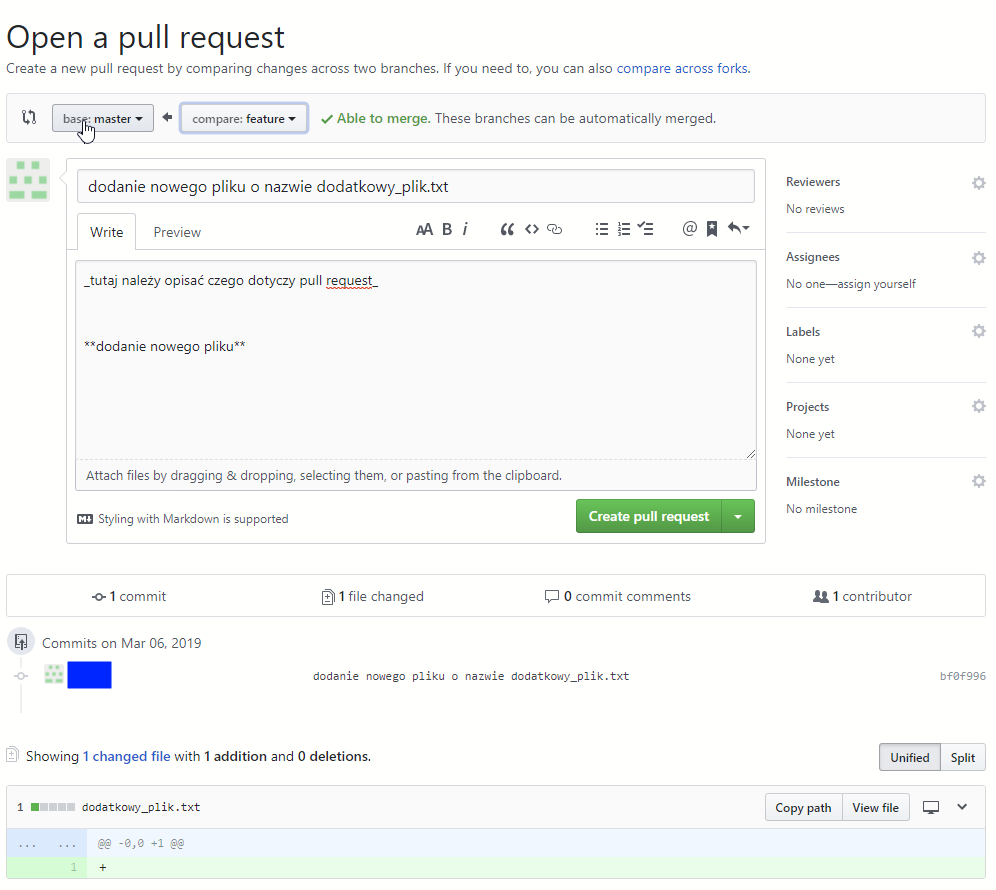 Open a pull request
Create a new pull request by comparing changes across two branches. If you need to, you can also compare across forks.
base: master compare: feature Able to merge. These branches can be automatically merged.
dodanie nowego pliku o nazwie dodatkowy_plik.txt
Write Preview AA B i @
_tutaj należy opisać czego dotyczy pull request_
**dodanie nowego pliku**
Attach files by dragging & dropping, selecting them, or pasting from the clipboard.
Styling with Markdown is supported Create pull request
Reviewers
No reviews
Assignees
No one—assign yourself
Labels
None yet
Projects
None yet
Milestone
No milestone
1 commit 1 file changed 0 commit comments 1 contributor
Commits on Mar 06, 2019
dodanie nowego pliku o nazwie dodatkowy_plik.txt bf0f996
Showing 1 changed file with 1 addition and 0 deletions. Unified Split
1 dodatkowy_plik.txt Copy path View file
... ... @@ -0,0 +1 @@
1 +